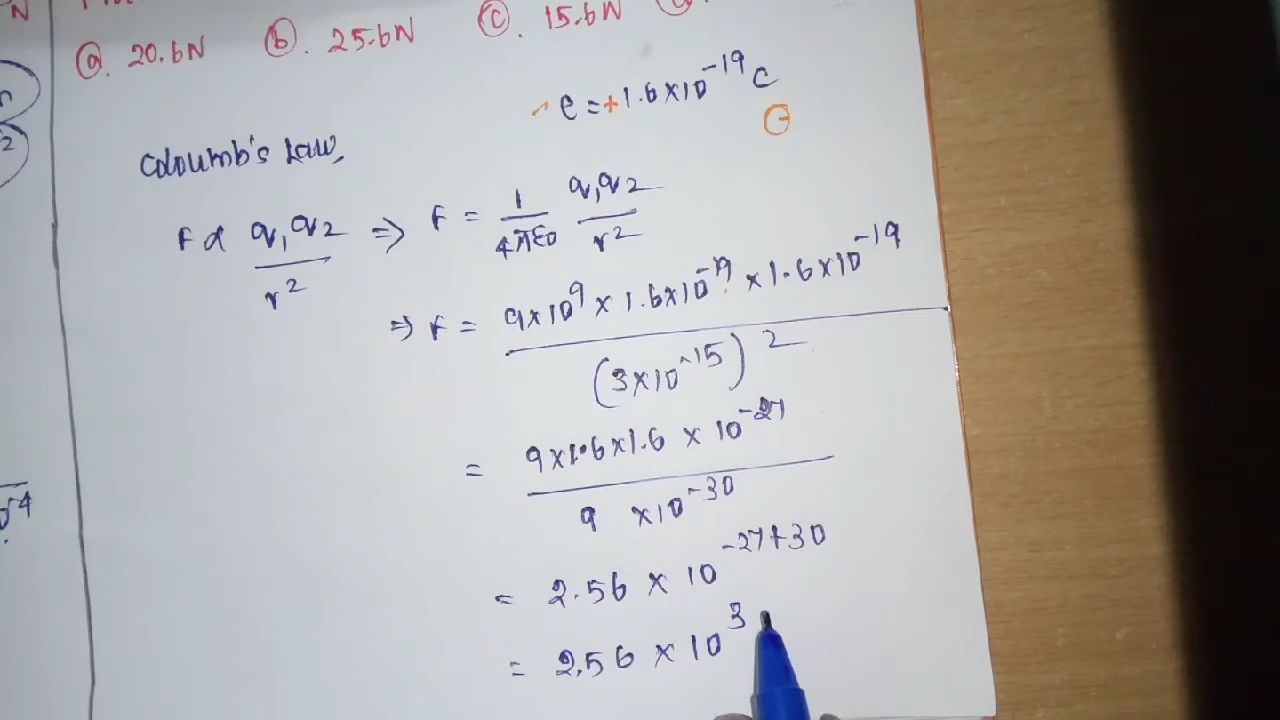 N
(a). 20.6N (b). 25.6N (c). 15.6N
e = +1.6×10⁻¹⁹ C
Coloumb's Law,
F α q₁q₂/r² ⇒ F = 1/4πε₀ q₁q₂/r²
⇒ F = 9×10⁹ × 1.6×10⁻¹⁹ × 1.6×10⁻¹⁹
(3×10⁻¹⁵)²
= 9×1.6×1.6 × 10⁻²⁷
9 ×10⁻³⁰
= 2.56 × 10⁻²⁷⁺³⁰
= 2.56 × 10³